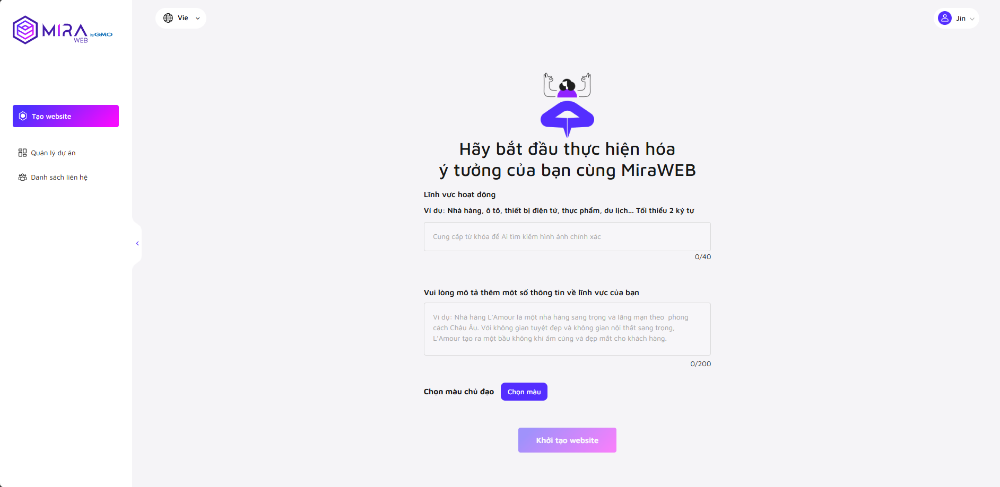 MIRA
WEB
by GMO
Vie
Jin
Tạo website
Quản lý dự án
Danh sách liên hệ
Hãy bắt đầu thực hiện hóa
ý tưởng của bạn cùng MiraWEB
Lĩnh vực hoạt động
Ví dụ: Nhà hàng, ô tô, thiết bị điện tử, thực phẩm, du lịch... Tối thiểu 2 ký tự
Cung cấp từ khóa để Ai tìm kiếm hình ảnh chính xác
0/40
Vui lòng mô tả thêm một số thông tin về lĩnh vực của bạn
Ví dụ: Nhà hàng L’Amour là một nhà hàng sang trọng và lãng mạn theo  phong
cách Châu Âu. Với không gian tuyệt đẹp và không gian nội thất sang trọng,
L’Amour tạo ra một bầu không khí ấm cúng và đẹp mắt cho khách hàng.
0/200
Chọn màu chủ đạo
Chọn màu
Khởi tạo website